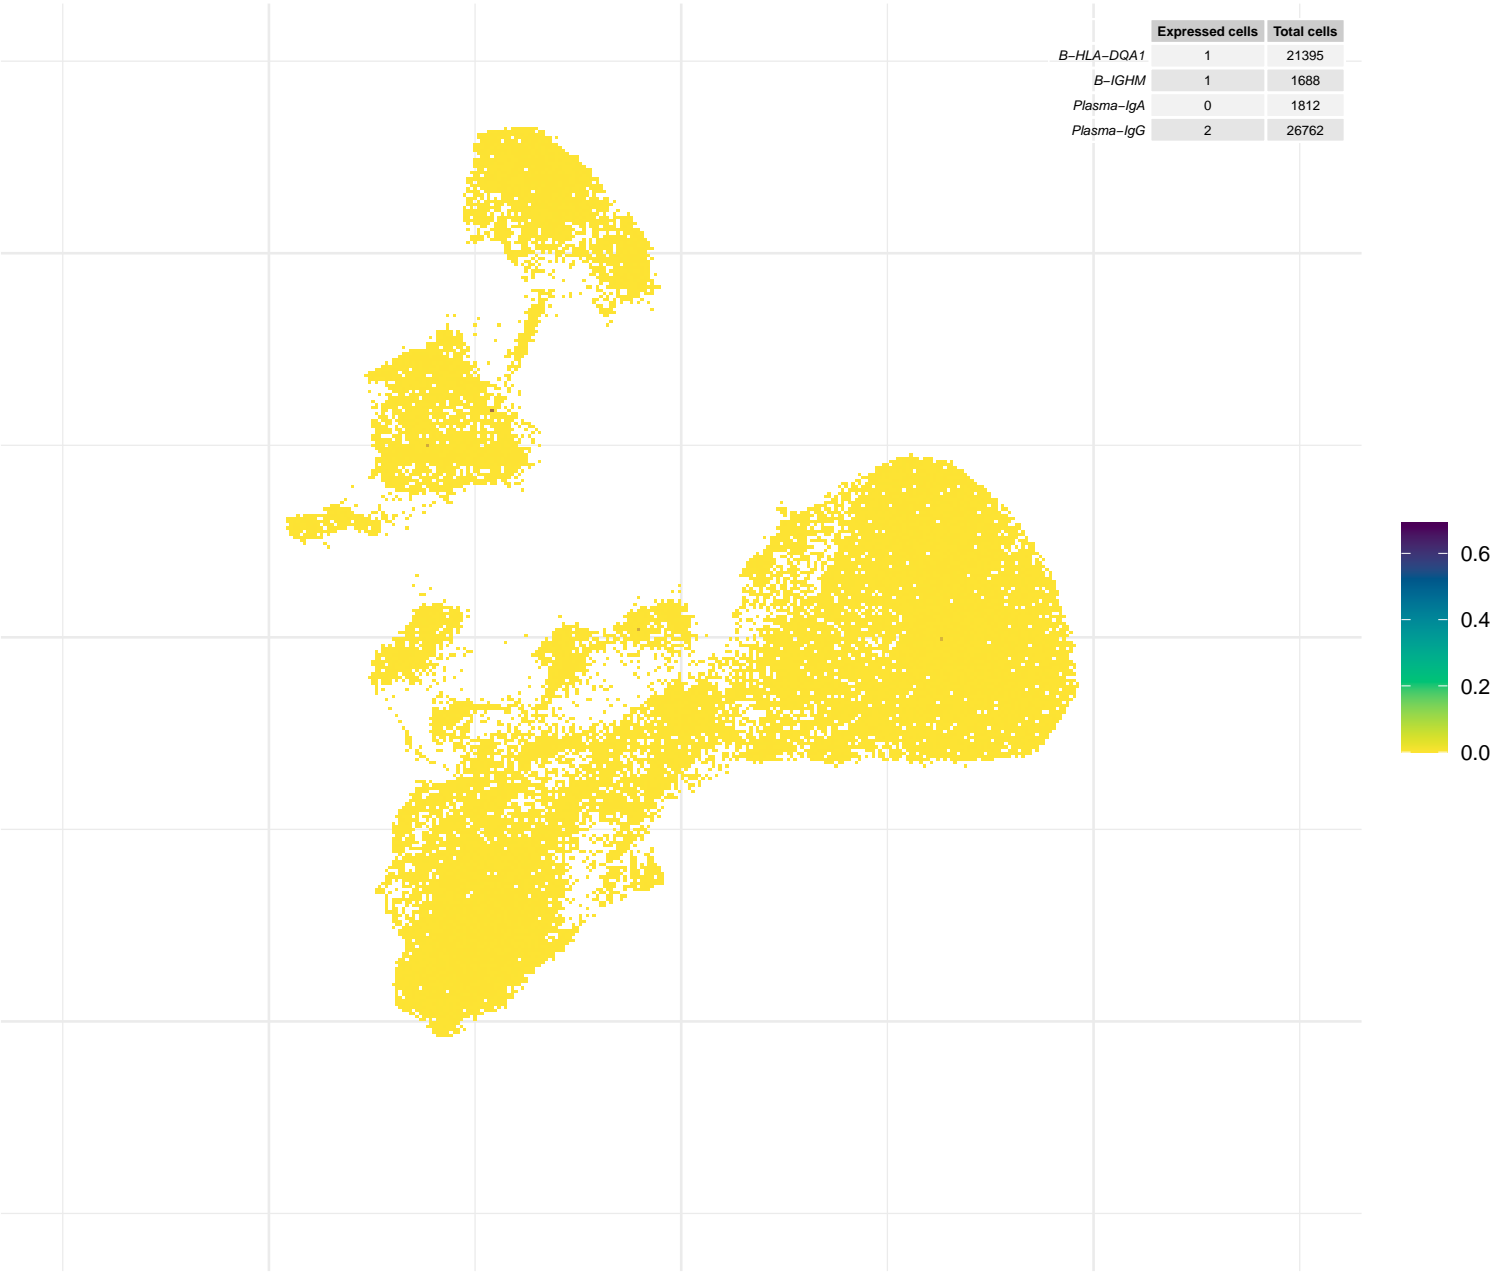 Expressed cells Total cells
B−HLA−DQA1 1 21395
B−IGHM 1 1688
Plasma−IgA 0 1812
Plasma−IgG 2 26762
0.6
0.4
0.2
0.0